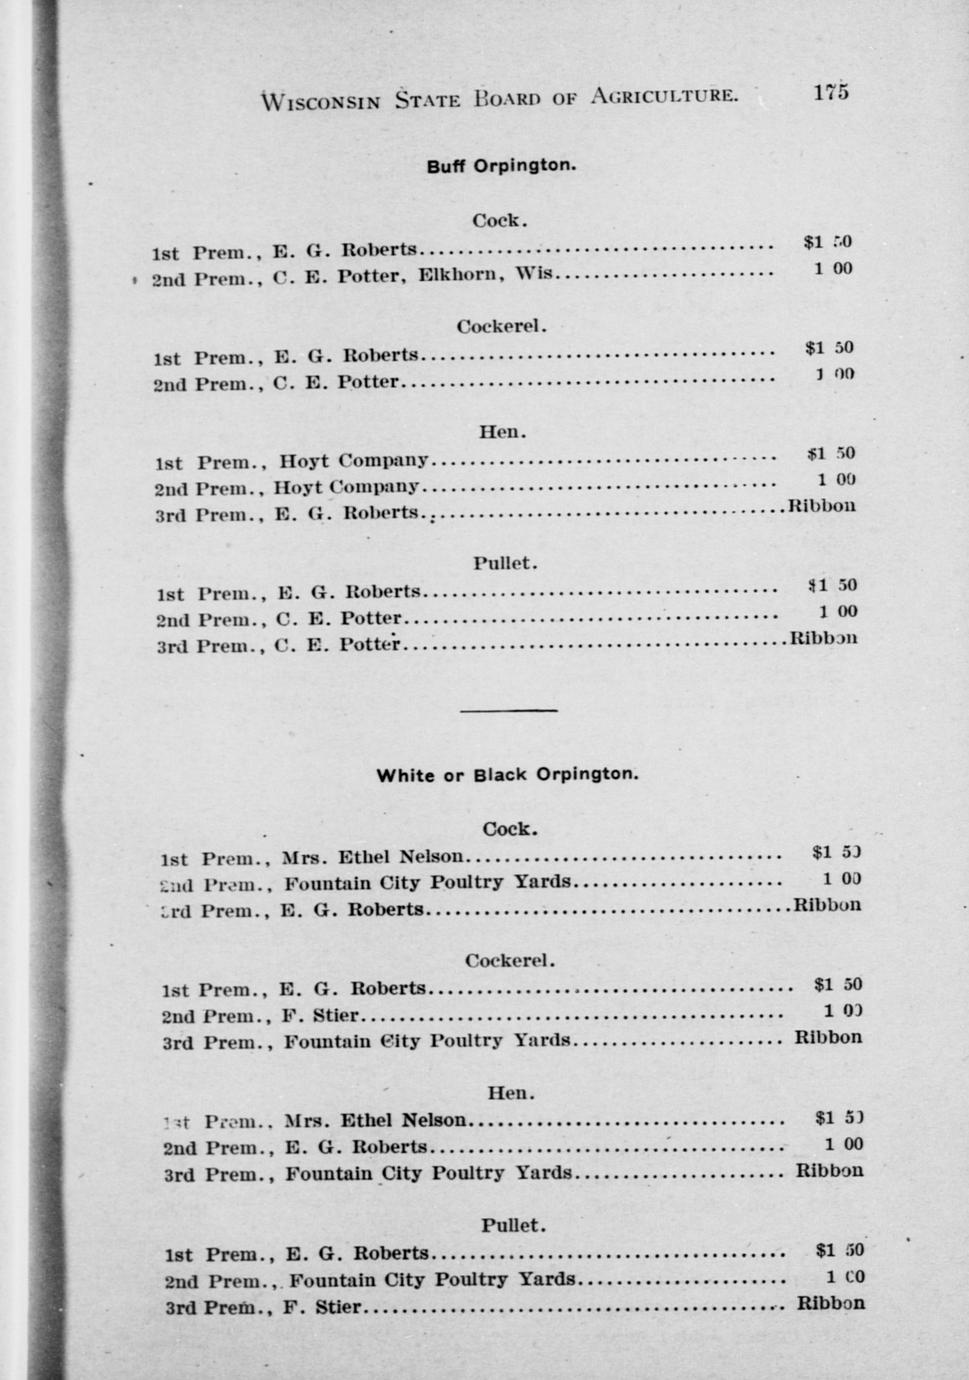 WISCONSIN STATE BOARD OF AGRICULTURE. 175
Buff Orpington.
Cock.
1st Prem., E. G. Roberts.................................... $1 50
2nd Prem., C. E. Potter, Elkhorn, Wis...................... 1 00
Cockerel.
1st Prem., E. G. Roberts.................................... $1 50
2nd Prem., C. E. Potter...................................... 1 00
Hen.
1st Prem., Hoyt Company................................... $1 50
2nd Prem., Hoyt Company.................................... 1 00
3rd Prem., E. G. Roberts.....................................Ribbon
Pullet.
1st Prem., E. G. Roberts.................................... $1 50
2nd Prem., C. E. Potter...................................... 1 00
3rd Prem., C. E. Potter.......................................Ribbon
White or Black Orpington.
Cock.
1st Prem., Mrs. Ethel Nelson................................ $1 50
2nd Prem., Fountain City Poultry Yards..................... 1 00
3rd Prem., E. G. Roberts.....................................Ribbon
Cockerel.
1st Prem., E. G. Roberts..................................... $1 50
2nd Prem., F. Stier........................................... 1 00
3rd Prem., Fountain City Poultry Yards..................... Ribbon
Hen.
1st Prem., Mrs. Ethel Nelson................................ $1 50
2nd Prem., E. G. Roberts.................................... 1 00
3rd Prem., Fountain City Poultry Yards..................... Ribbon
Pullet.
1st Prem., E. G. Roberts.................................... $1 50
2nd Prem., Fountain City Poultry Yards..................... 1 00
3rd Prem., F. Stier........................................... Ribbon